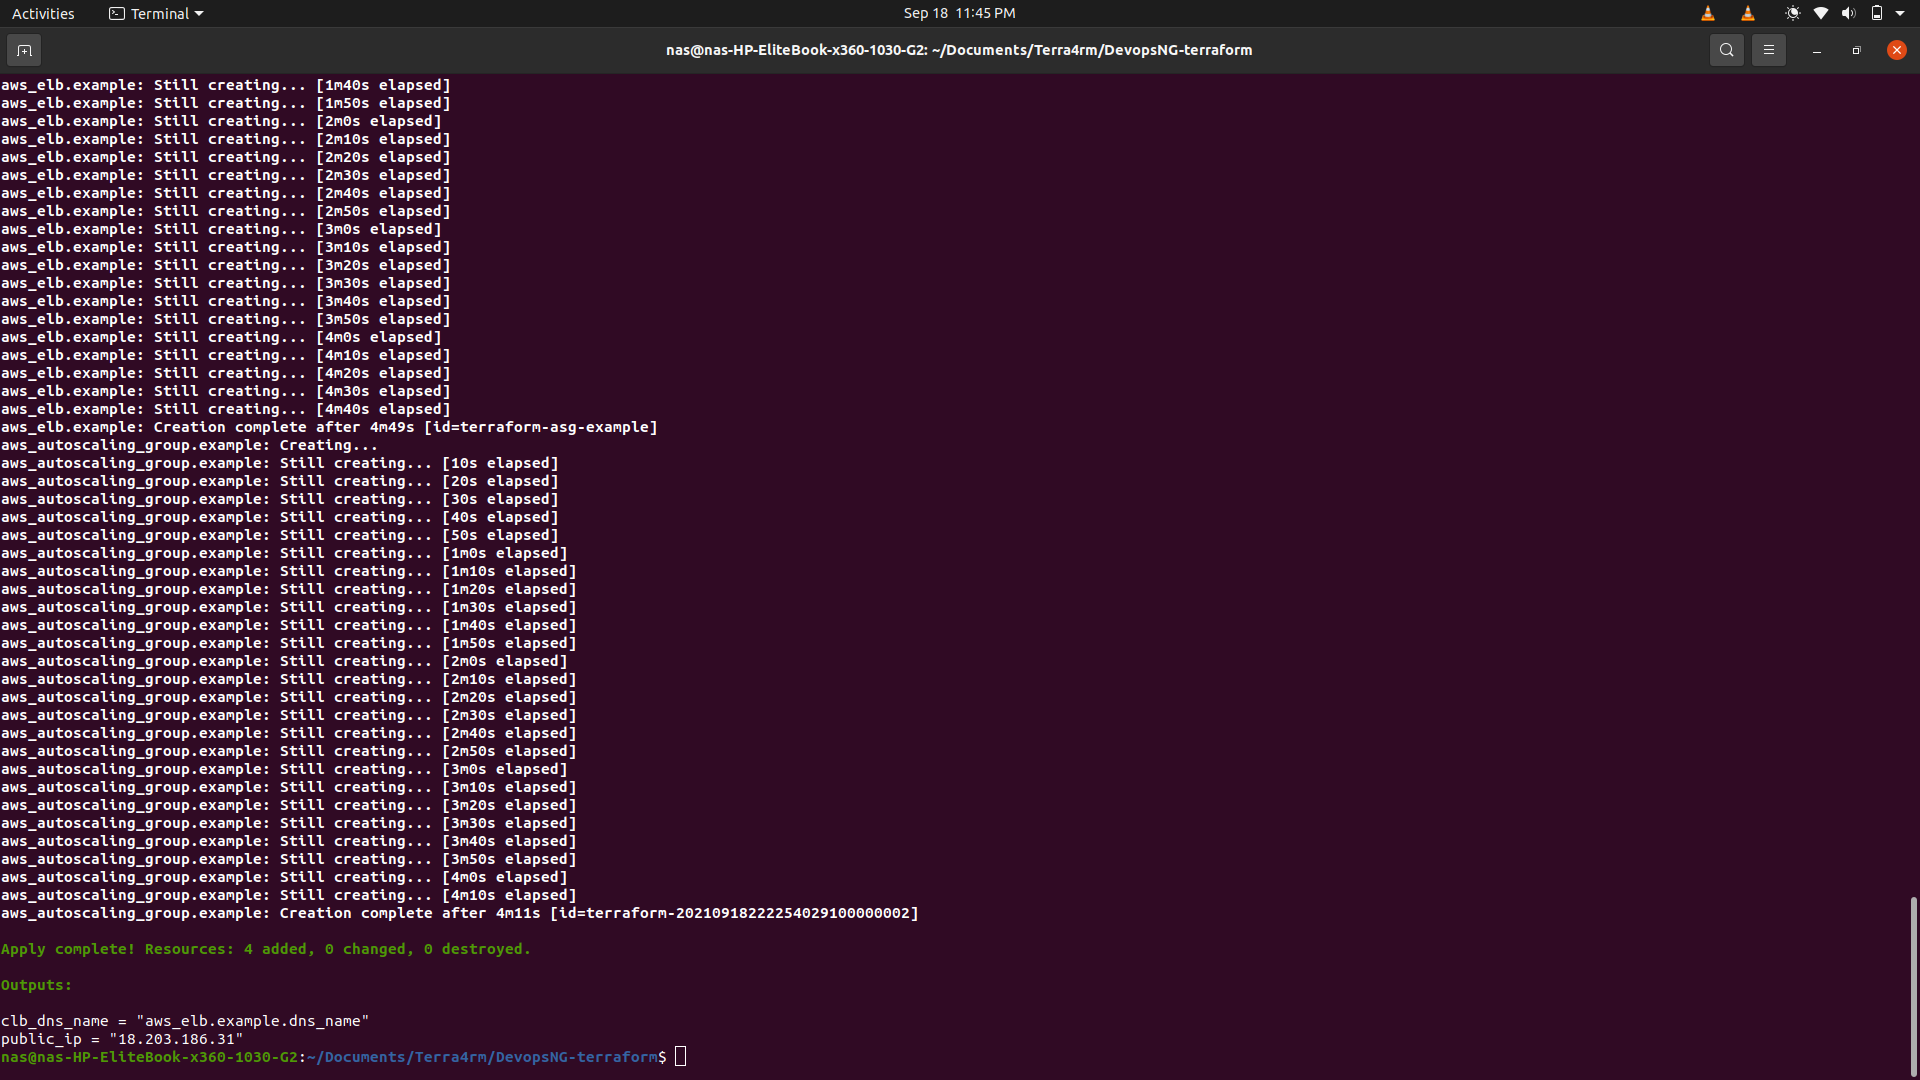 Activities
Terminal
Sep 18 11:45 PM
nas@nas-HP-EliteBook-x360-1030-G2: ~/Documents/Terra4rm/DevopsNG-terraform
aws_elb.example: Still creating... [1m40s elapsed]
aws_elb.example: Still creating... [1m50s elapsed]
aws_elb.example: Still creating... [2m0s elapsed]
aws_elb.example: Still creating... [2m10s elapsed]
aws_elb.example: Still creating... [2m20s elapsed]
aws_elb.example: Still creating... [2m30s elapsed]
aws_elb.example: Still creating... [2m40s elapsed]
aws_elb.example: Still creating... [2m50s elapsed]
aws_elb.example: Still creating... [3m0s elapsed]
aws_elb.example: Still creating... [3m10s elapsed]
aws_elb.example: Still creating... [3m20s elapsed]
aws_elb.example: Still creating... [3m30s elapsed]
aws_elb.example: Still creating... [3m40s elapsed]
aws_elb.example: Still creating... [3m50s elapsed]
aws_elb.example: Still creating... [4m0s elapsed]
aws_elb.example: Still creating... [4m10s elapsed]
aws_elb.example: Still creating... [4m20s elapsed]
aws_elb.example: Still creating... [4m30s elapsed]
aws_elb.example: Still creating... [4m40s elapsed]
aws_elb.example: Creation complete after 4m49s [id=terraform-asg-example]
aws_autoscaling_group.example: Creating...
aws_autoscaling_group.example: Still creating... [10s elapsed]
aws_autoscaling_group.example: Still creating... [20s elapsed]
aws_autoscaling_group.example: Still creating... [30s elapsed]
aws_autoscaling_group.example: Still creating... [40s elapsed]
aws_autoscaling_group.example: Still creating... [50s elapsed]
aws_autoscaling_group.example: Still creating... [1m0s elapsed]
aws_autoscaling_group.example: Still creating... [1m10s elapsed]
aws_autoscaling_group.example: Still creating... [1m20s elapsed]
aws_autoscaling_group.example: Still creating... [1m30s elapsed]
aws_autoscaling_group.example: Still creating... [1m40s elapsed]
aws_autoscaling_group.example: Still creating... [1m50s elapsed]
aws_autoscaling_group.example: Still creating... [2m0s elapsed]
aws_autoscaling_group.example: Still creating... [2m10s elapsed]
aws_autoscaling_group.example: Still creating... [2m20s elapsed]
aws_autoscaling_group.example: Still creating... [2m30s elapsed]
aws_autoscaling_group.example: Still creating... [2m40s elapsed]
aws_autoscaling_group.example: Still creating... [2m50s elapsed]
aws_autoscaling_group.example: Still creating... [3m0s elapsed]
aws_autoscaling_group.example: Still creating... [3m10s elapsed]
aws_autoscaling_group.example: Still creating... [3m20s elapsed]
aws_autoscaling_group.example: Still creating... [3m30s elapsed]
aws_autoscaling_group.example: Still creating... [3m40s elapsed]
aws_autoscaling_group.example: Still creating... [3m50s elapsed]
aws_autoscaling_group.example: Still creating... [4m0s elapsed]
aws_autoscaling_group.example: Still creating... [4m10s elapsed]
aws_autoscaling_group.example: Creation complete after 4m11s [id=terraform-20210918222254029100000002]
Apply complete! Resources: 4 added, 0 changed, 0 destroyed.
Outputs:
clb_dns_name = "aws_elb.example.dns_name"
public_ip = "18.203.186.31"
nas@nas-HP-EliteBook-x360-1030-G2:~/Documents/Terra4rm/DevopsNG-terraform$